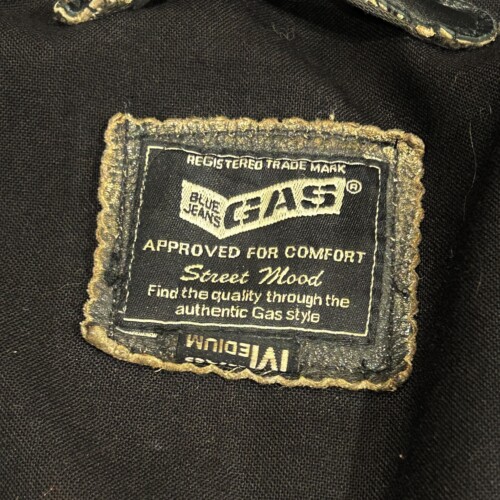 REGISTERED TRADE MARK
BLUE JEANS GAS ®
APPROVED FOR COMFORT
Street Mood
Find the quality through the
authentic Gas style
MEDIUM